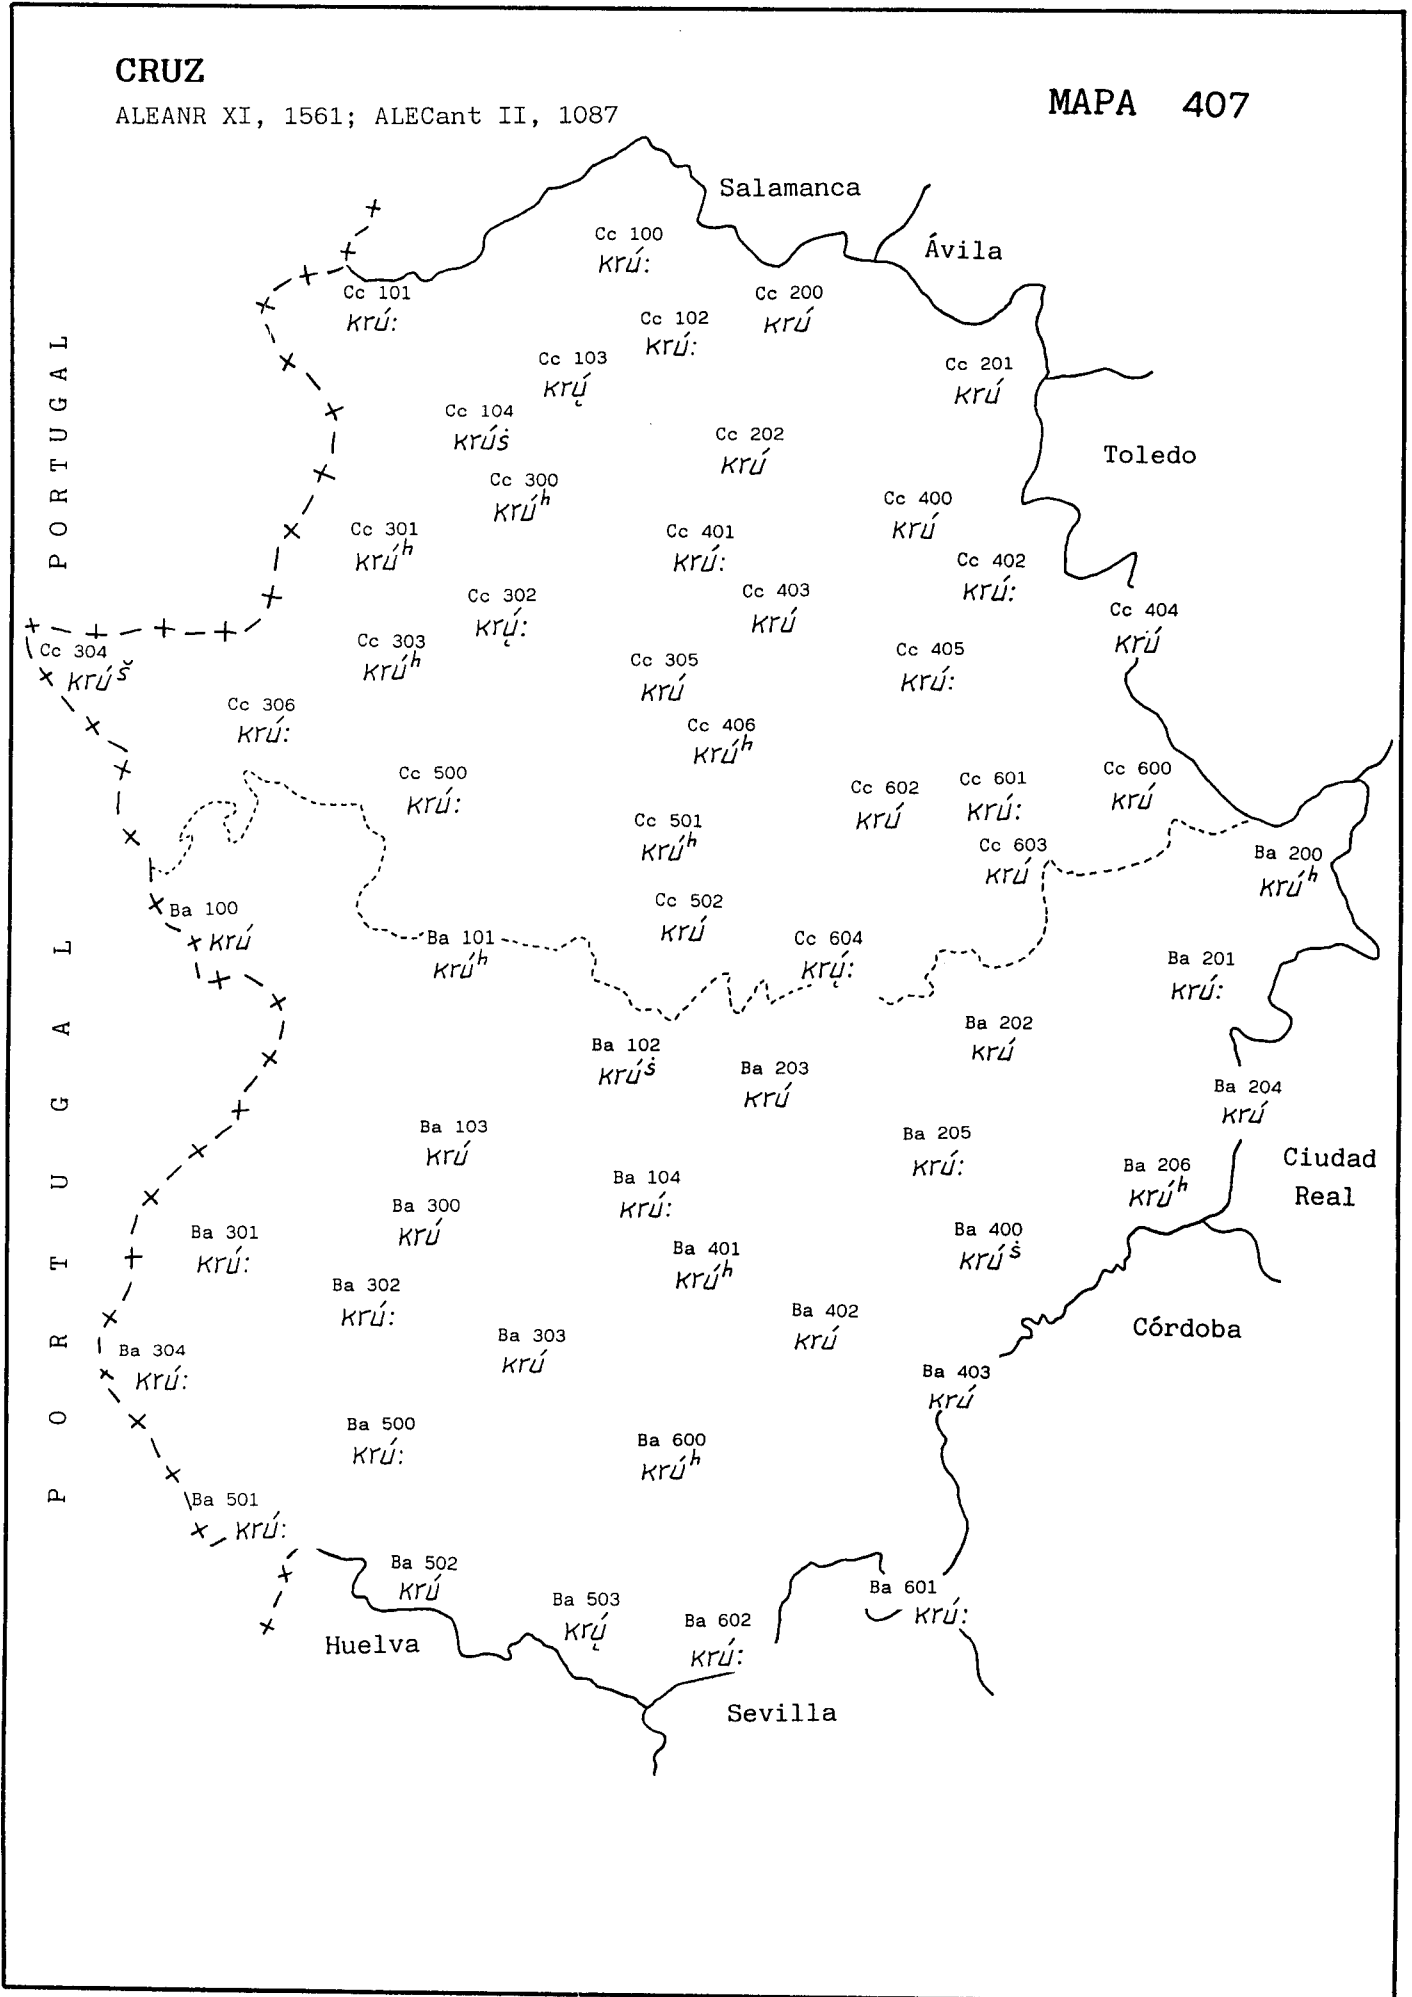 CRUZ
ALEANR XI, 1561; ALECant II, 1087
MAPA 407
Salamanca
Ávila
Cc 100
krú:
Cc 101
krú:
Cc 200
krú
Cc 102
krú:
Cc 103
krų́
Cc 201
krú
PORTUGAL
Cc 104
krúṡ
Cc 202
krú
Toledo
Cc 300
krúʰ
Cc 400
krú
Cc 301
krúʰ
Cc 401
krú:
Cc 402
krú:
Cc 302
krų́:
Cc 403
krú
Cc 404
krú
Cc 303
krúʰ
Cc 304
krúš
Cc 305
krú
Cc 405
krú:
Cc 306
krú:
Cc 406
krúʰ
Cc 500
krú:
Cc 602
krú
Cc 601
krú:
Cc 600
krú
Cc 501
krúʰ
Cc 603
krú
Ba 200
krúʰ
Ba 100
krú
Cc 502
krú
Ba 101
krúʰ
Cc 604
krų́:
Ba 201
krú:
PORTUGAL
Ba 202
krú
Ba 102
krúṡ
Ba 203
krú
Ba 204
krú
Ba 103
krú
Ba 205
krú:
Ciudad
Real
Ba 104
krú:
Ba 206
krúʰ
Ba 300
krú
Ba 301
krú:
Ba 401
krúʰ
Ba 400
krúṡ
Ba 302
krú:
Ba 402
krú
Córdoba
Ba 303
krú
Ba 304
krú:
Ba 403
krú
Ba 500
krú:
Ba 600
krúʰ
Ba 501
krú:
Ba 502
krú
Ba 503
krų́
Ba 601
krú:
Ba 602
krú:
Huelva
Sevilla